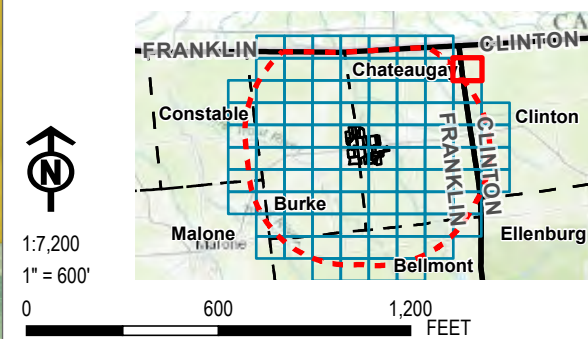 CA
FRANKLIN
CLINTON
Chateaugay
Constable
Clinton
FRANKLIN
CLINTON
Burke
Malone
Malone
Ellenburg
Bellmont
N
1:7,200
1" = 600'
0 600 1,200
FEET